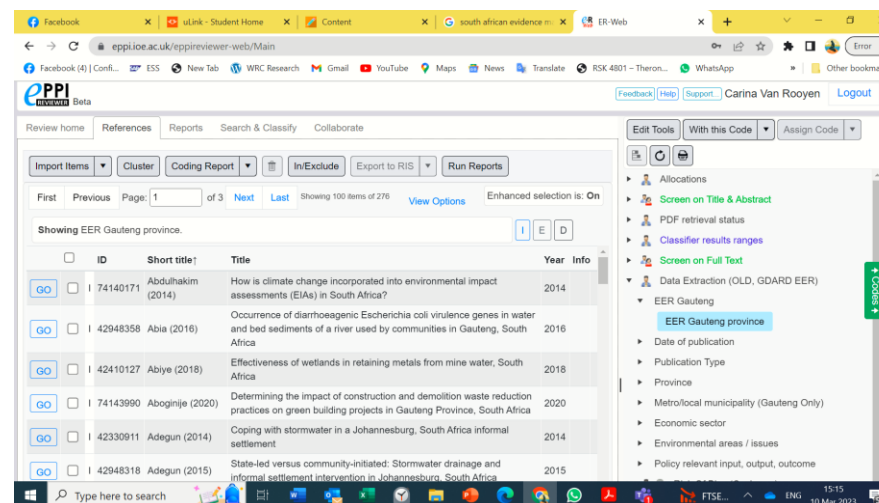 Facebook
uLink - Student Home
Content
south african evidence m
ER-Web
eppi.ioe.ac.uk/eppireviewer-web/Main
Error
Facebook (4) | Confi...
ESS
New Tab
WRC Research
Gmail
YouTube
Maps
News
Translate
RSK 4801 – Theron...
WhatsApp
»
Other bookma
EPPI
REVIEWER Beta
Feedback Help Support... Carina Van Rooyen Logout
Review home References Reports Search & Classify Collaborate
Edit Tools With this Code Assign Code
Import Items Cluster Coding Report In/Exclude Export to RIS Run Reports
First Previous Page: 1 of 3 Next Last Showing 100 items of 276 View Options Enhanced selection is: On
Showing EER Gauteng province. I E D
ID Short title↑ Title Year Info
GO I 74140171 Abdulhakim (2014) How is climate change incorporated into environmental impact assessments (EIAs) in South Africa? 2014
GO I 42948358 Abia (2016) Occurrence of diarrhoeagenic Escherichia coli virulence genes in water and bed sediments of a river used by communities in Gauteng, South Africa 2016
GO I 42410127 Abiye (2018) Effectiveness of wetlands in retaining metals from mine water, South Africa 2018
GO I 74143990 Aboginije (2020) Determining the impact of construction and demolition waste reduction practices on green building projects in Gauteng Province, South Africa 2020
GO I 42330911 Adegun (2014) Coping with stormwater in a Johannesburg, South Africa informal settlement 2014
GO I 42948318 Adegun (2015) State-led versus community-initiated: Stormwater drainage and informal settlement intervention in Johannesburg, South Africa 2015
Allocations
Screen on Title & Abstract
PDF retrieval status
Classifier results ranges
Screen on Full Text
Data Extraction (OLD, GDARD EER)
EER Gauteng
EER Gauteng province
Date of publication
Publication Type
Province
Metro/local municipality (Gauteng Only)
Economic sector
Environmental areas / issues
Policy relevant input, output, outcome
Codes
Type here to search
FTSE...
ENG
15:15
10 Mar 2023